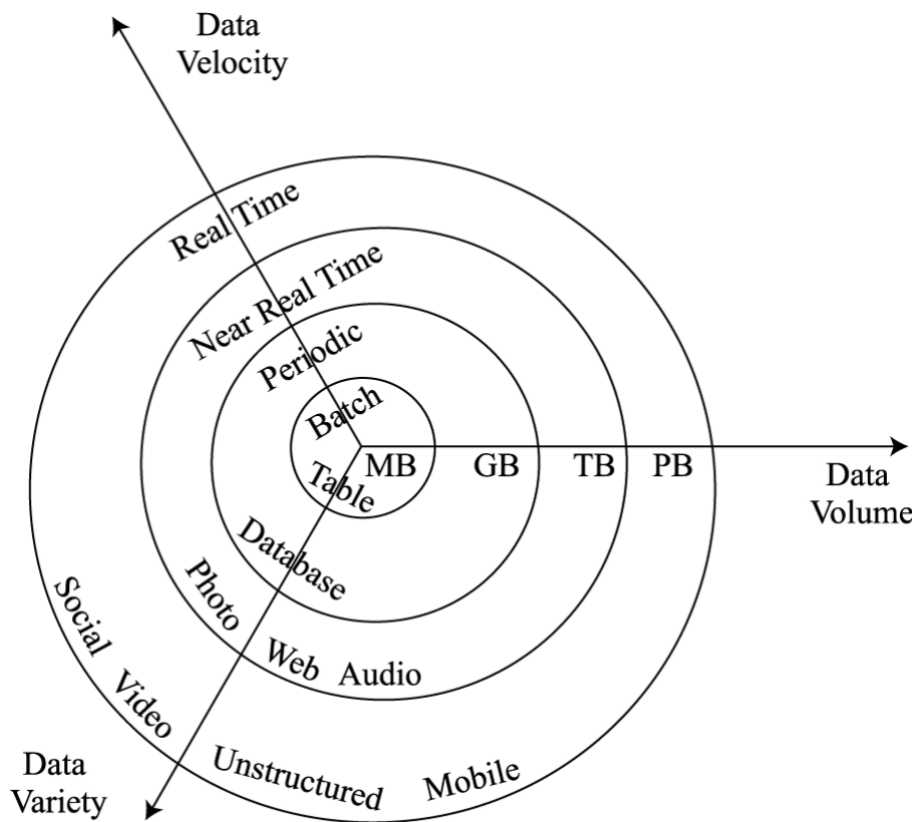 Data
Velocity
Real Time
Near Real Time
Periodic
Batch
MB GB TB PB
Data
Volume
Table
Database
Photo
Web Audio
Social
Video
Unstructured Mobile
Data
Variety